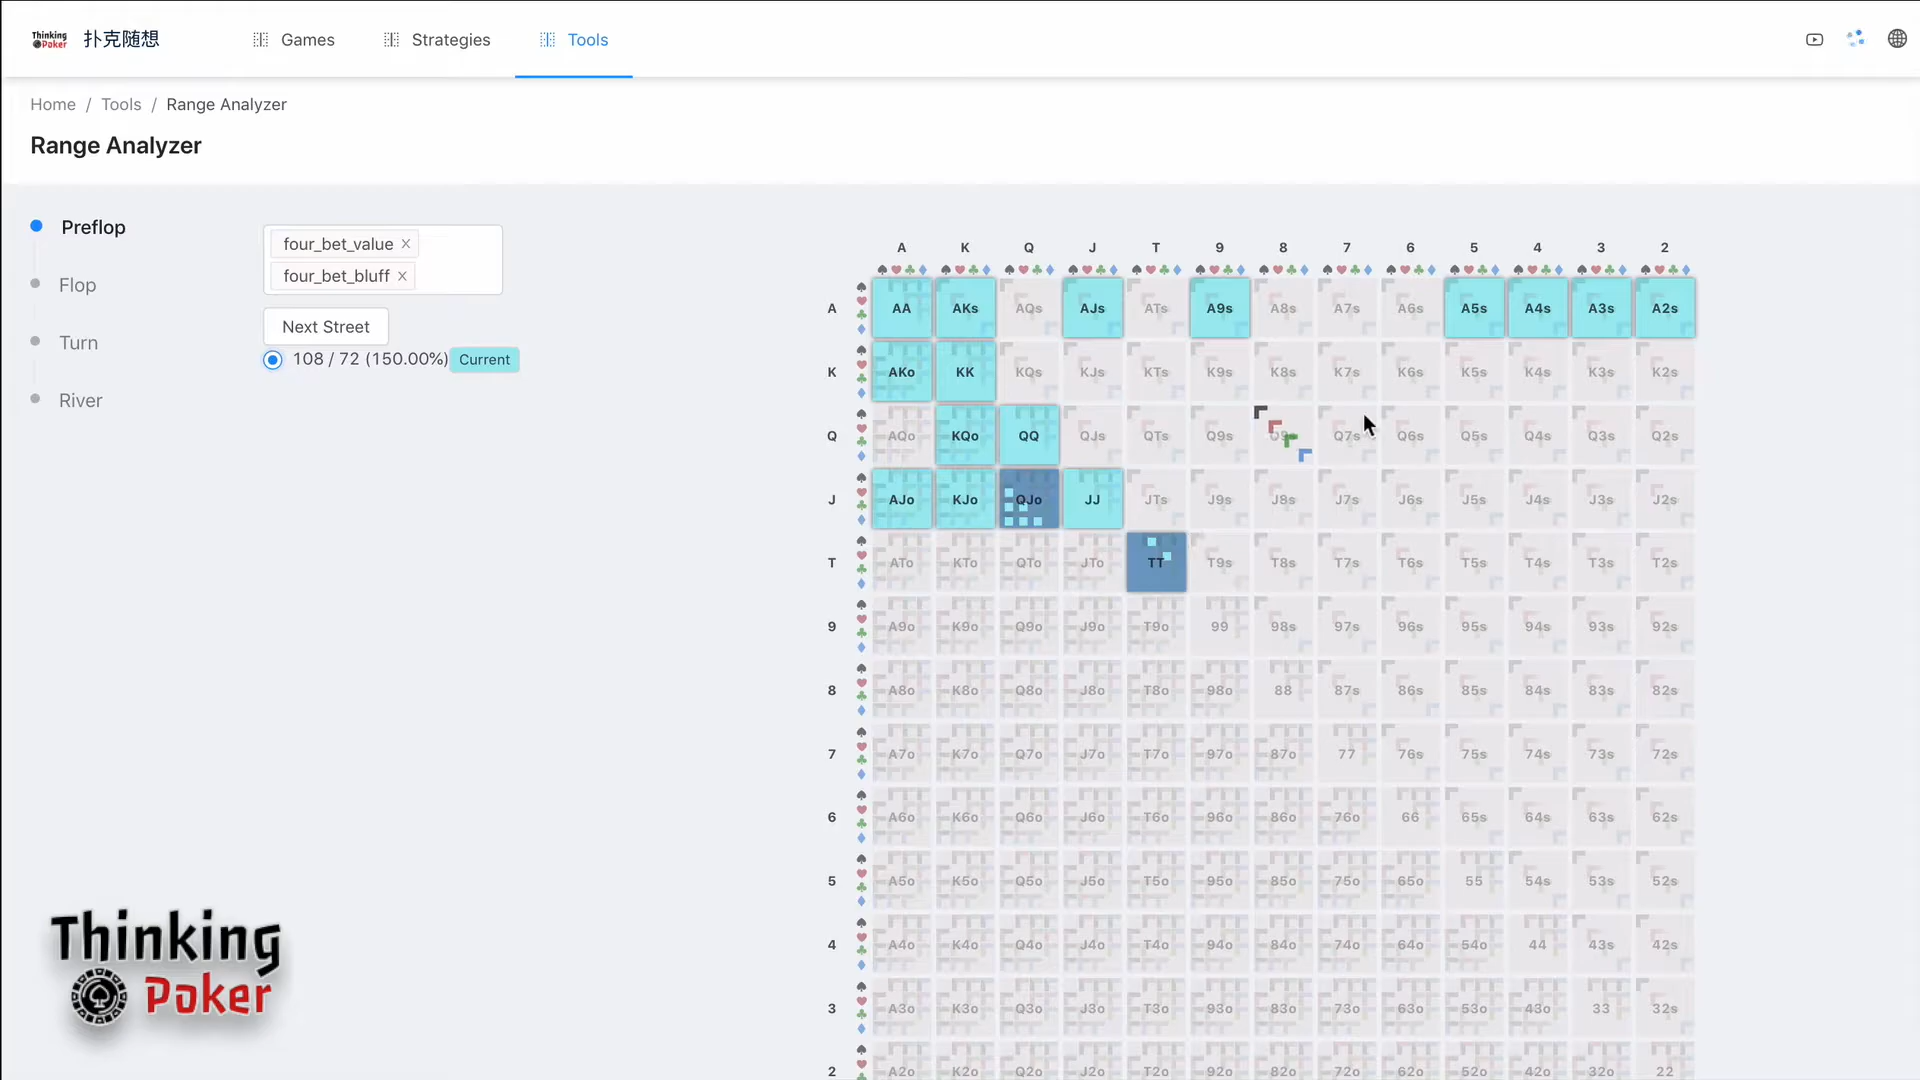 Thinking Poker 扑克随想 Games Strategies Tools
Home / Tools / Range Analyzer
Range Analyzer
Preflop
Flop
Turn
River
four_bet_value
four_bet_bluff
Next Street
108 / 72 (150.00%) Current
A K Q J T 9 8 7 6 5 4 3 2
A AA AKs AQs AJs ATs A9s A8s A7s A6s A5s A4s A3s A2s
K AKo KK KQs KJs KTs K9s K8s K7s K6s K5s K4s K3s K2s
Q AQo KQo QQ QJs QTs Q9s Q8s Q7s Q6s Q5s Q4s Q3s Q2s
J AJo KJo QJo JJ JTs J9s J8s J7s J6s J5s J4s J3s J2s
T ATo KTo QTo JTo TT T9s T8s T7s T6s T5s T4s T3s T2s
9 A9o K9o Q9o J9o T9o 99 98s 97s 96s 95s 94s 93s 92s
8 A8o K8o Q8o J8o T8o 98o 88 87s 86s 85s 84s 83s 82s
7 A7o K7o Q7o J7o T7o 97o 87o 77 76s 75s 74s 73s 72s
6 A6o K6o Q6o J6o T6o 96o 86o 76o 66 65s 64s 63s 62s
5 A5o K5o Q5o J5o T5o 95o 85o 75o 65o 55 54s 53s 52s
4 A4o K4o Q4o J4o T4o 94o 84o 74o 64o 54o 44 43s 42s
3 A3o K3o Q3o J3o T3o 93o 83o 73o 63o 53o 43o 33 32s
2 A2o K2o Q2o J2o T2o 92o 82o 72o 62o 52o 42o 32o 22
Thinking
Poker